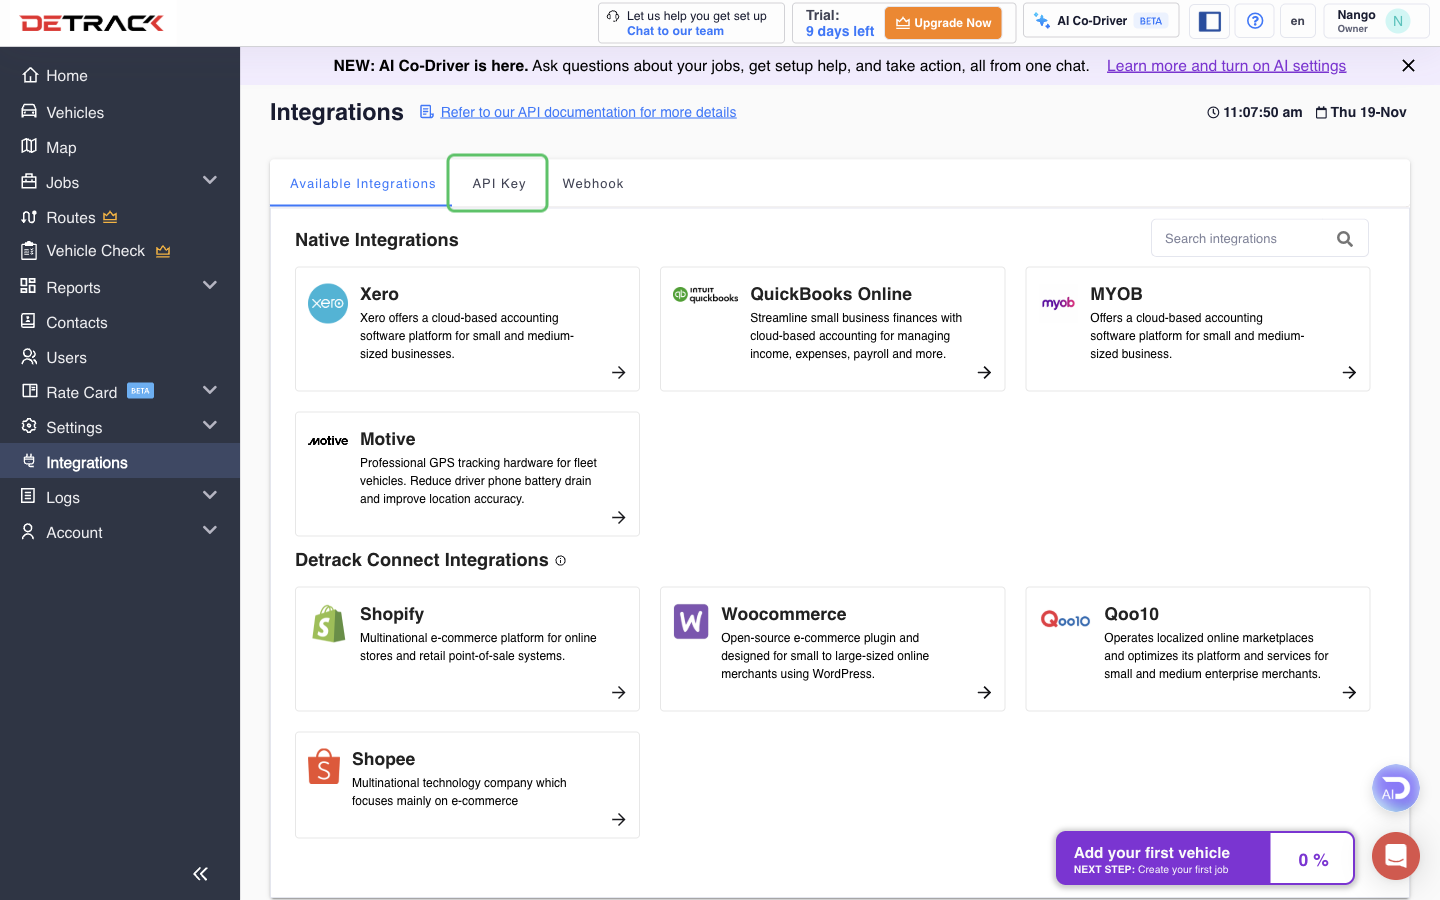 DETRACK
Let us help you get set up
Chat to our team
Trial:
9 days left
Upgrade Now
AI Co-Driver BETA
en
Nango
Owner
N
NEW: AI Co-Driver is here. Ask questions about your jobs, get setup help, and take action, all from one chat. Learn more and turn on AI settings
Home
Vehicles
Map
Jobs
Routes
Vehicle Check
Reports
Contacts
Users
Rate Card BETA
Settings
Integrations
Logs
Account
Integrations
Refer to our API documentation for more details
11:07:50 am Thu 19-Nov
Available Integrations API Key Webhook
Native Integrations
Search integrations
xero
Xero
Xero offers a cloud-based accounting
software platform for small and medium-
sized businesses.
qb INTUIT
quickbooks
QuickBooks Online
Streamline small business finances with
cloud-based accounting for managing
income, expenses, payroll and more.
myob
MYOB
Offers a cloud-based accounting
software platform for small and medium-
sized business.
motive
Motive
Professional GPS tracking hardware for fleet
vehicles. Reduce driver phone battery drain
and improve location accuracy.
Detrack Connect Integrations
S
Shopify
Multinational e-commerce platform for online
stores and retail point-of-sale systems.
W
Woocommerce
Open-source e-commerce plugin and
designed for small to large-sized online
merchants using WordPress.
Qoo10
Qoo10
Operates localized online marketplaces
and optimizes its platform and services for
small and medium enterprise merchants.
S
Shopee
Multinational technology company which
focuses mainly on e-commerce
AI D
Add your first vehicle
NEXT STEP: Create your first job
0 %